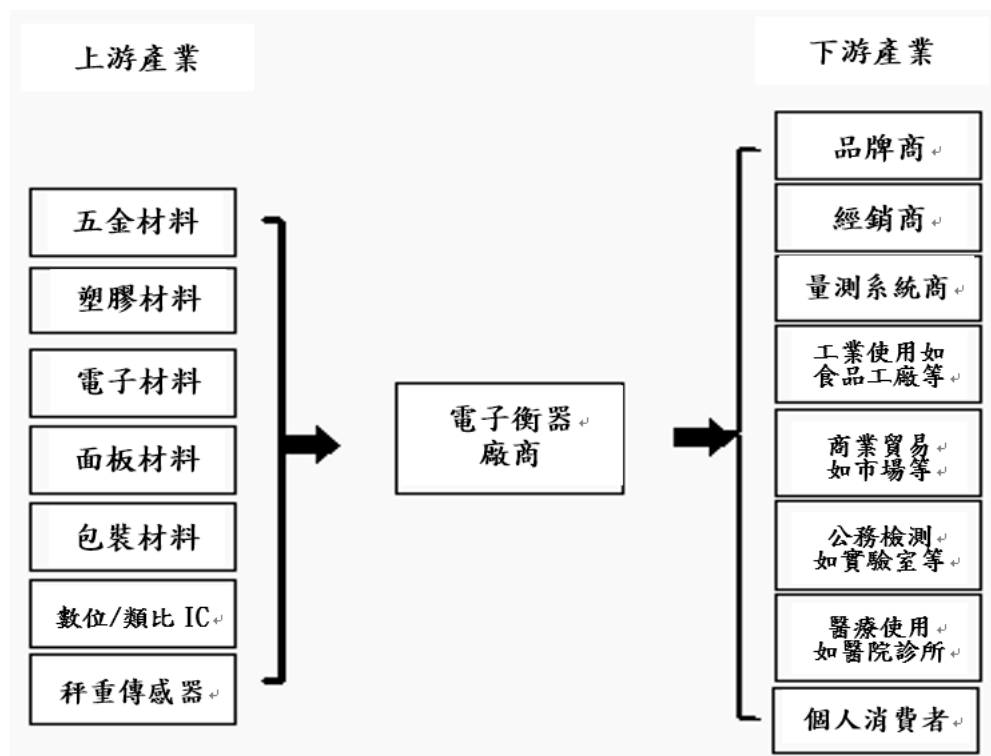 上游產業
五金材料
塑膠材料
電子材料
面板材料
包裝材料
數位/類比 IC
秤重傳感器
電子衡器
廠商
下游產業
品牌商
經銷商
量測系統商
工業使用如
食品工廠等
商業貿易
如市場等
公務檢測
如實驗室等
醫療使用
如醫院診所
個人消費者